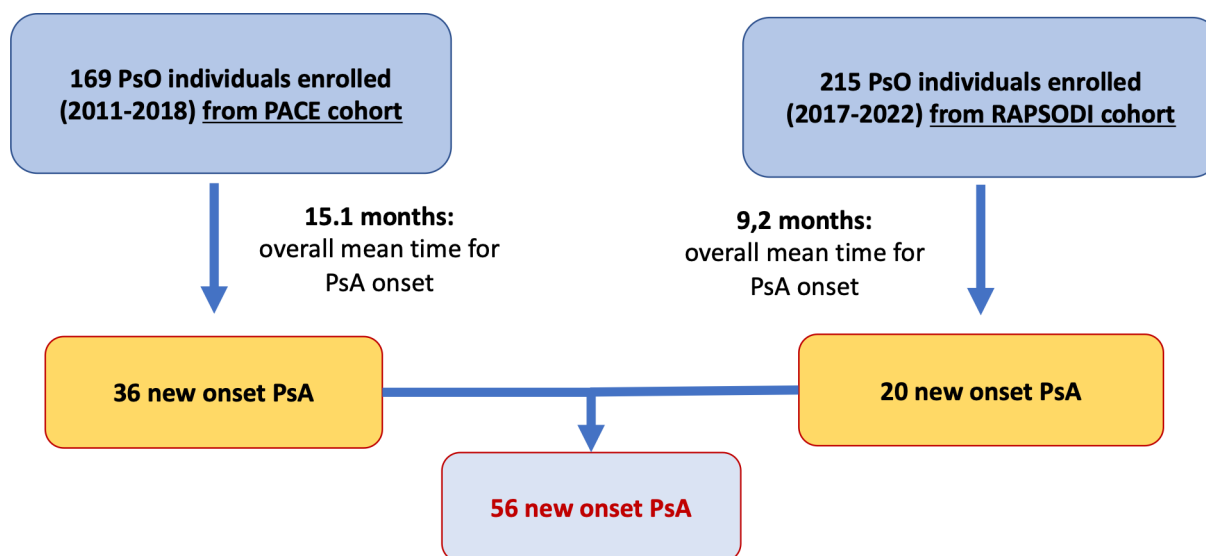 169 PsO individuals enrolled
(2011-2018) from PACE cohort
215 PsO individuals enrolled
(2017-2022) from RAPSODI cohort
15.1 months:
overall mean time for
PsA onset
9,2 months:
overall mean time for
PsA onset
36 new onset PsA
20 new onset PsA
56 new onset PsA